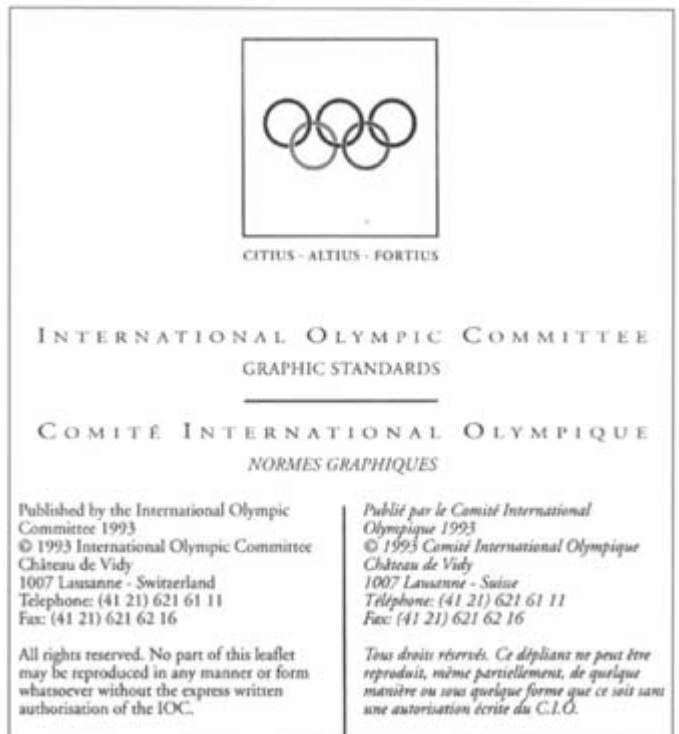 CITIUS - ALTIUS - FORTIUS
INTERNATIONAL OLYMPIC COMMITTEE
GRAPHIC STANDARDS
COMITÉ INTERNATIONAL OLYMPIQUE
NORMES GRAPHIQUES
Published by the International Olympic
Committee 1993
© 1993 International Olympic Committee
Château de Vidy
1007 Lausanne - Switzerland
Telephone: (41 21) 621 61 11
Fax: (41 21) 621 62 16
All rights reserved. No part of this leaflet
may be reproduced in any manner or form
whatsoever without the express written
authorisation of the IOC.
Publié par le Comité International
Olympique 1993
© 1993 Comité International Olympique
Château de Vidy
1007 Lausanne - Suisse
Téléphone: (41 21) 621 61 11
Fax: (41 21) 621 62 16
Tous droits réservés. Ce dépliant ne peut être
reproduit, même partiellement, de quelque
manière ou sous quelque forme que ce soit sans
une autorisation écrite du C.I.O.